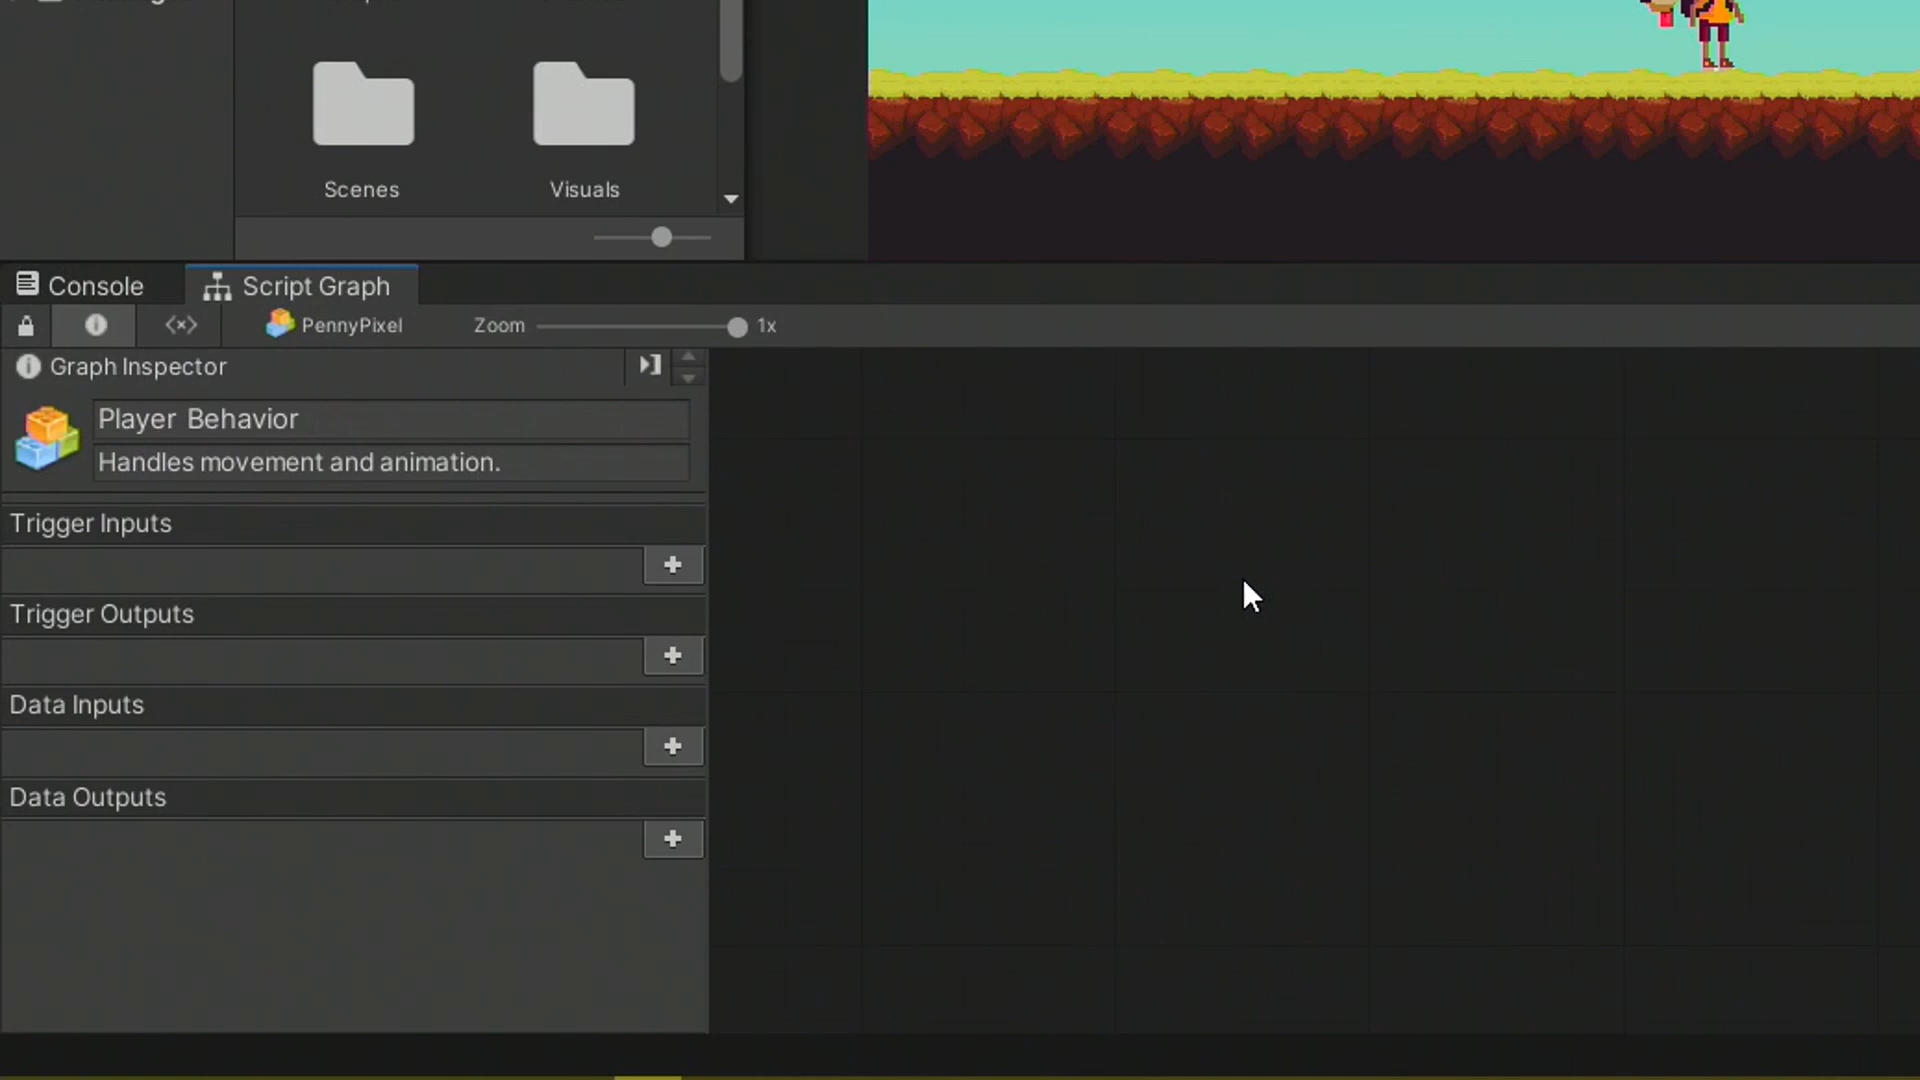 Scenes
Visuals
Console
Script Graph
PennyPixel
Zoom
1x
Graph Inspector
Player Behavior
Handles movement and animation.
Trigger Inputs
Trigger Outputs
Data Inputs
Data Outputs